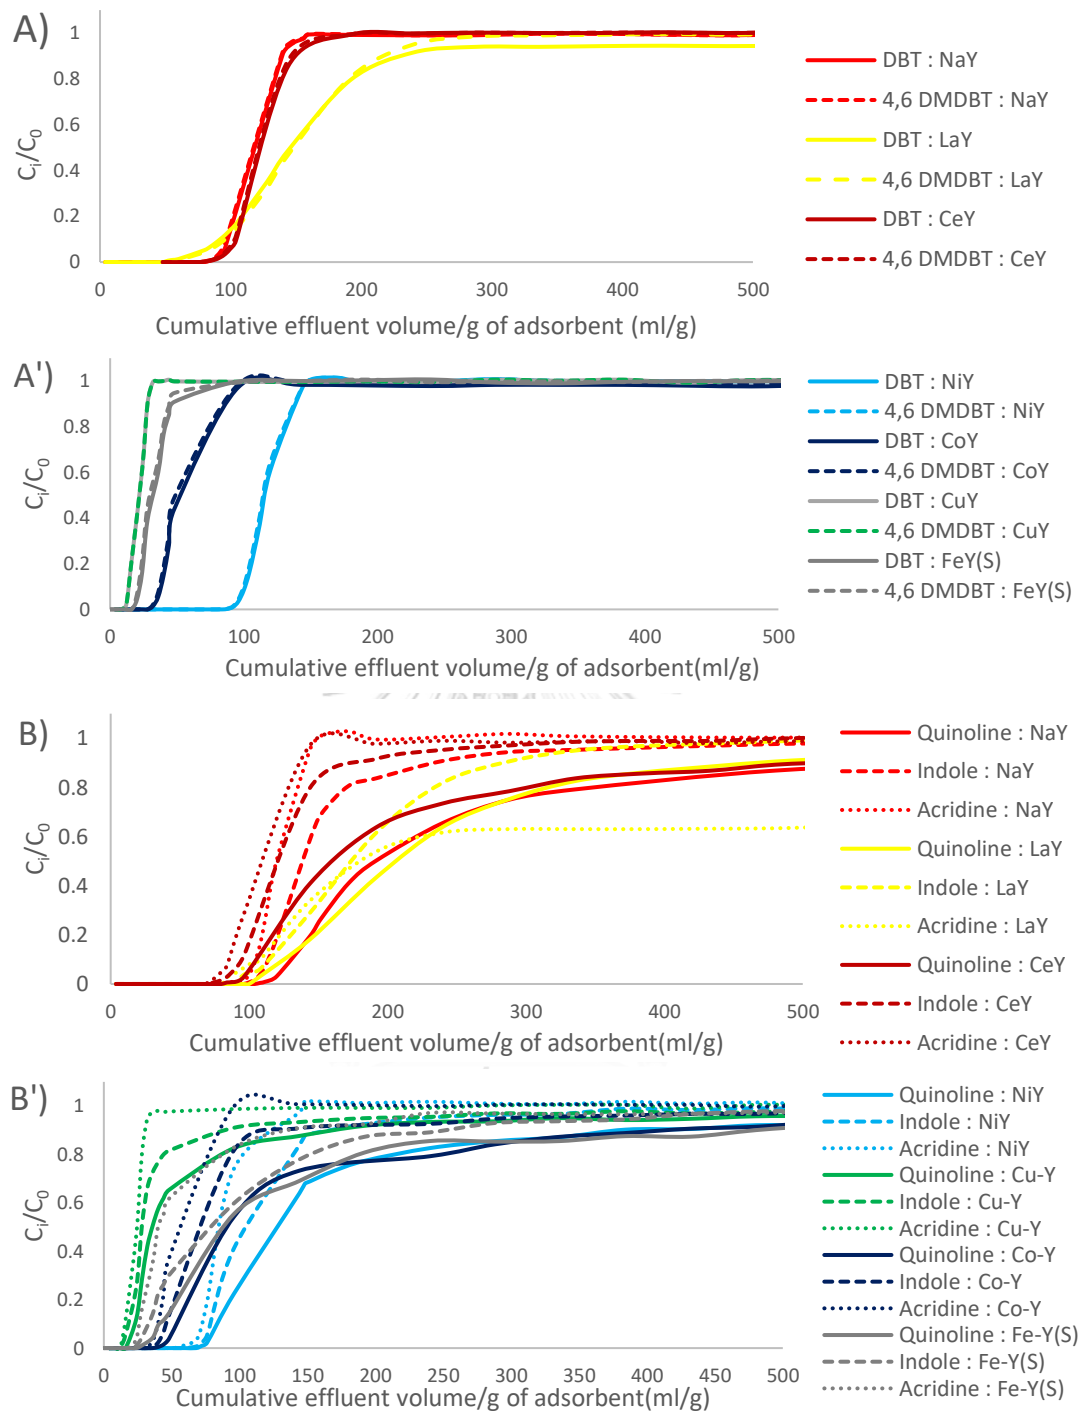 A)
1
0.8
0.6
0.4
0.2
0
Ci/C0
0 100 200 300 400 500
Cumulative effluent volume/g of adsorbent (ml/g)
DBT : NaY
4,6 DMDBT : NaY
DBT : LaY
4,6 DMDBT : LaY
DBT : CeY
4,6 DMDBT : CeY
A')
1
0.8
0.6
0.4
0.2
0
Ci/C0
0 100 200 300 400 500
Cumulative effluent volume/g of adsorbent(ml/g)
DBT : NiY
4,6 DMDBT : NiY
DBT : CoY
4,6 DMDBT : CoY
DBT : CuY
4,6 DMDBT : CuY
DBT : FeY(S)
4,6 DMDBT : FeY(S)
B)
1
0.8
0.6
0.4
0.2
0
Ci/C0
0 100 200 300 400 500
Cumulative effluent volume/g of adsorbent(ml/g)
Quinoline : NaY
Indole : NaY
Acridine : NaY
Quinoline : LaY
Indole : LaY
Acridine : LaY
Quinoline : CeY
Indole : CeY
Acridine : CeY
B')
1
0.8
0.6
0.4
0.2
0
Ci/C0
0 50 100 150 200 250 300 350 400 450 500
Cumulative effluent volume/g of adsorbent(ml/g)
Quinoline : NiY
Indole : NiY
Acridine : NiY
Quinoline : Cu-Y
Indole : Cu-Y
Acridine : Cu-Y
Quinoline : Co-Y
Indole : Co-Y
Acridine : Co-Y
Quinoline : Fe-Y(S)
Indole : Fe-Y(S)
Acridine : Fe-Y(S)